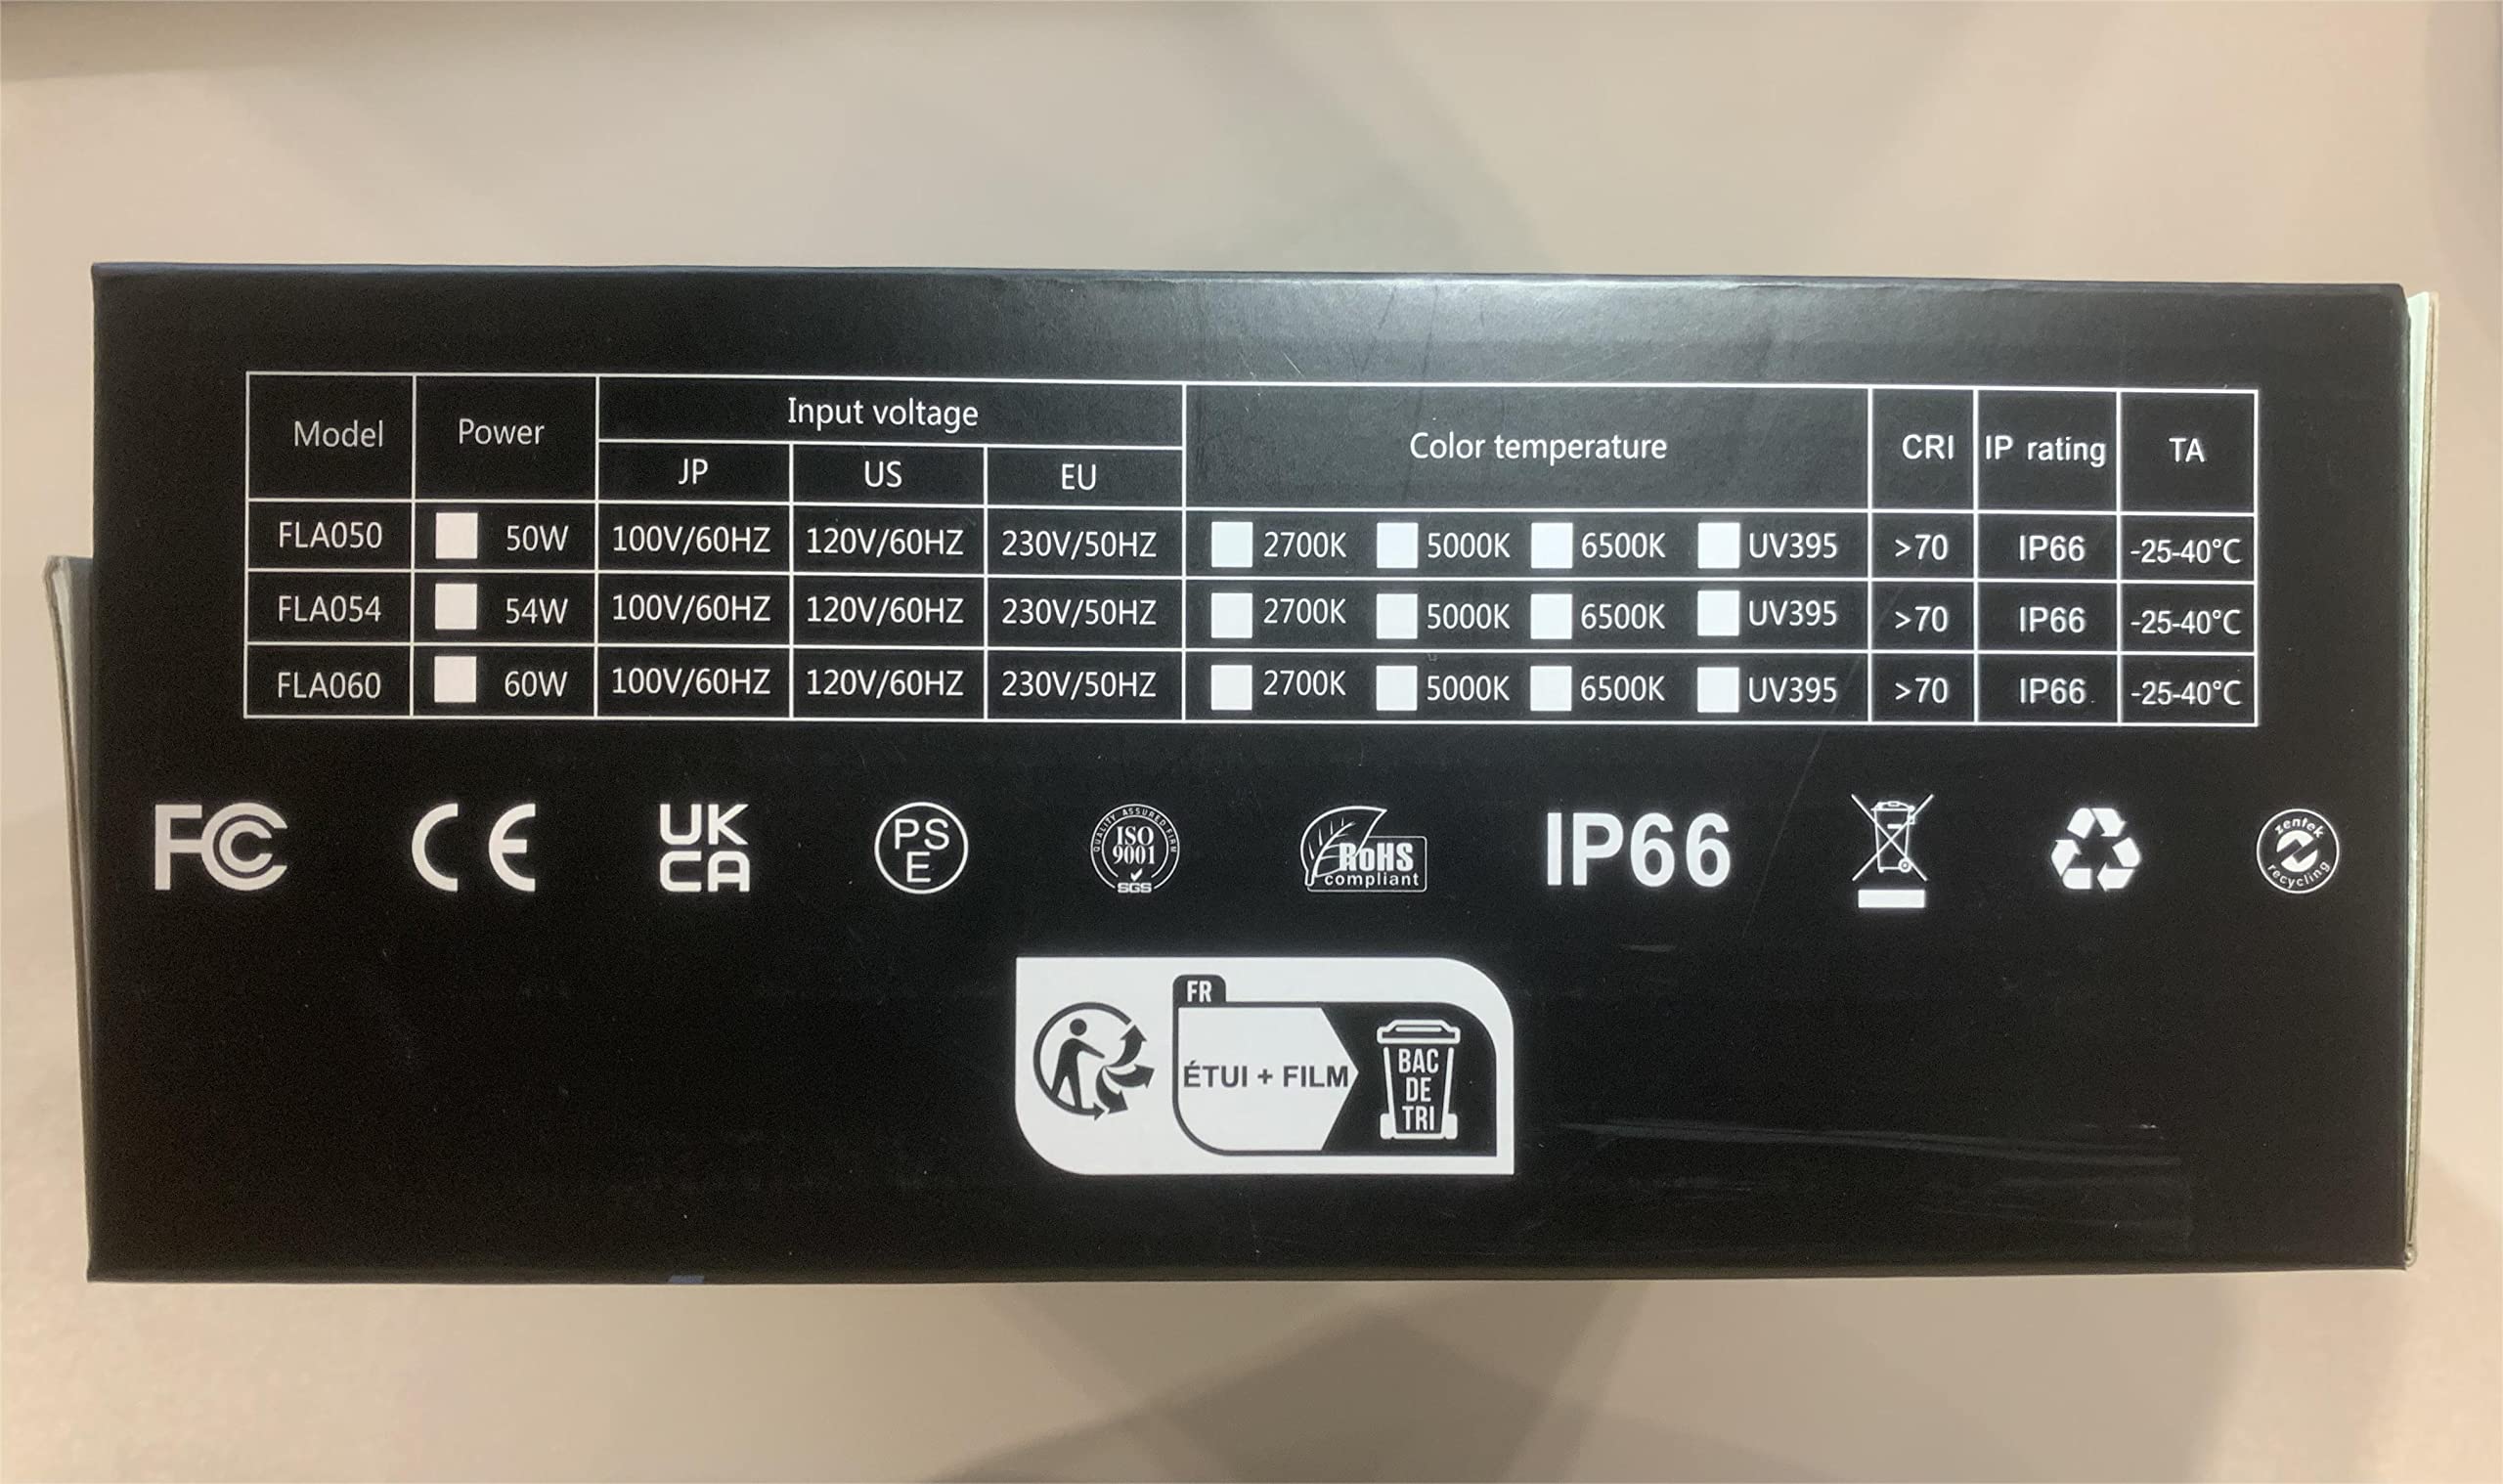 Model Power Input voltage Color temperature CRI IP rating TA
JP US EU
FLA050 50W 100V/60HZ 120V/60HZ 230V/50HZ 2700K 5000K 6500K UV395 >70 IP66 -25-40°C
FLA054 54W 100V/60HZ 120V/60HZ 230V/50HZ 2700K 5000K 6500K UV395 >70 IP66 -25-40°C
FLA060 60W 100V/60HZ 120V/60HZ 230V/50HZ 2700K 5000K 6500K UV395 >70 IP66 -25-40°C
FC
CE
UK
CA
PS
E
QUALITY ASSURED FIRM
ISO
9001
SGS
RoHS
compliant
IP66
zentek
recycling
FR
ÉTUI + FILM
BAC
DE
TRI